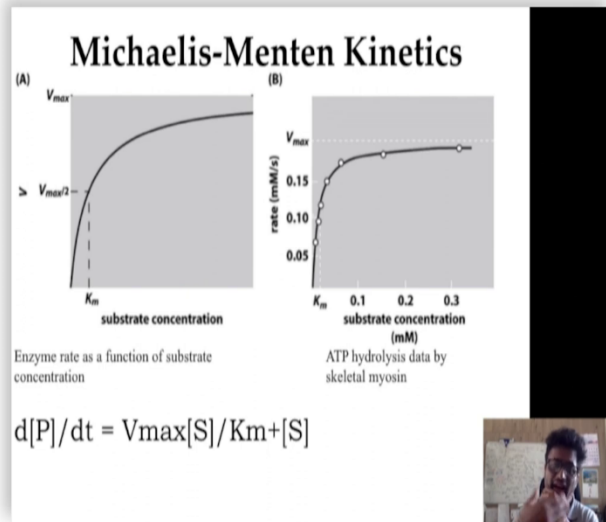 Michaelis-Menten Kinetics
(A)
Vmax
v
Vmax/2
Km
substrate concentration
Enzyme rate as a function of substrate
concentration
(B)
rate (mM/s)
Vmax
0.15
0.10
0.05
Km 0.1 0.2 0.3
substrate concentration
(mM)
ATP hydrolysis data by
skeletal myosin
d[P]/dt = Vmax[S]/Km+[S]